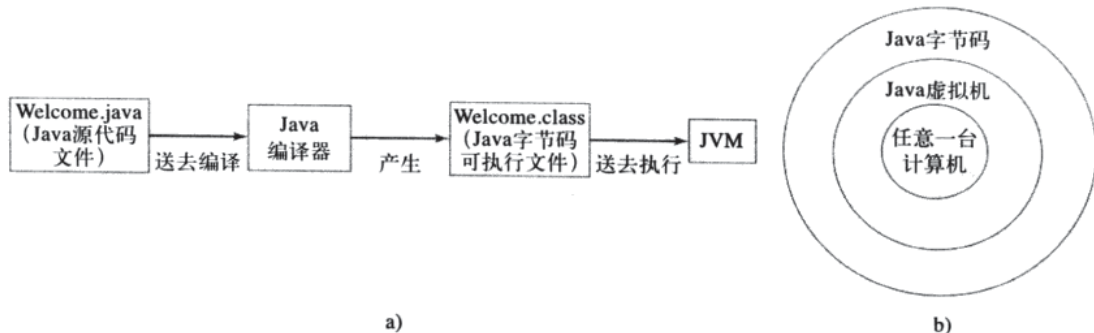 Welcome.java
（Java源代码
文件）
送去编译
Java
编译器
产生
Welcome.class
（Java字节码
可执行文件）
送去执行
JVM
a)
Java字节码
Java虚拟机
任意一台
计算机
b)